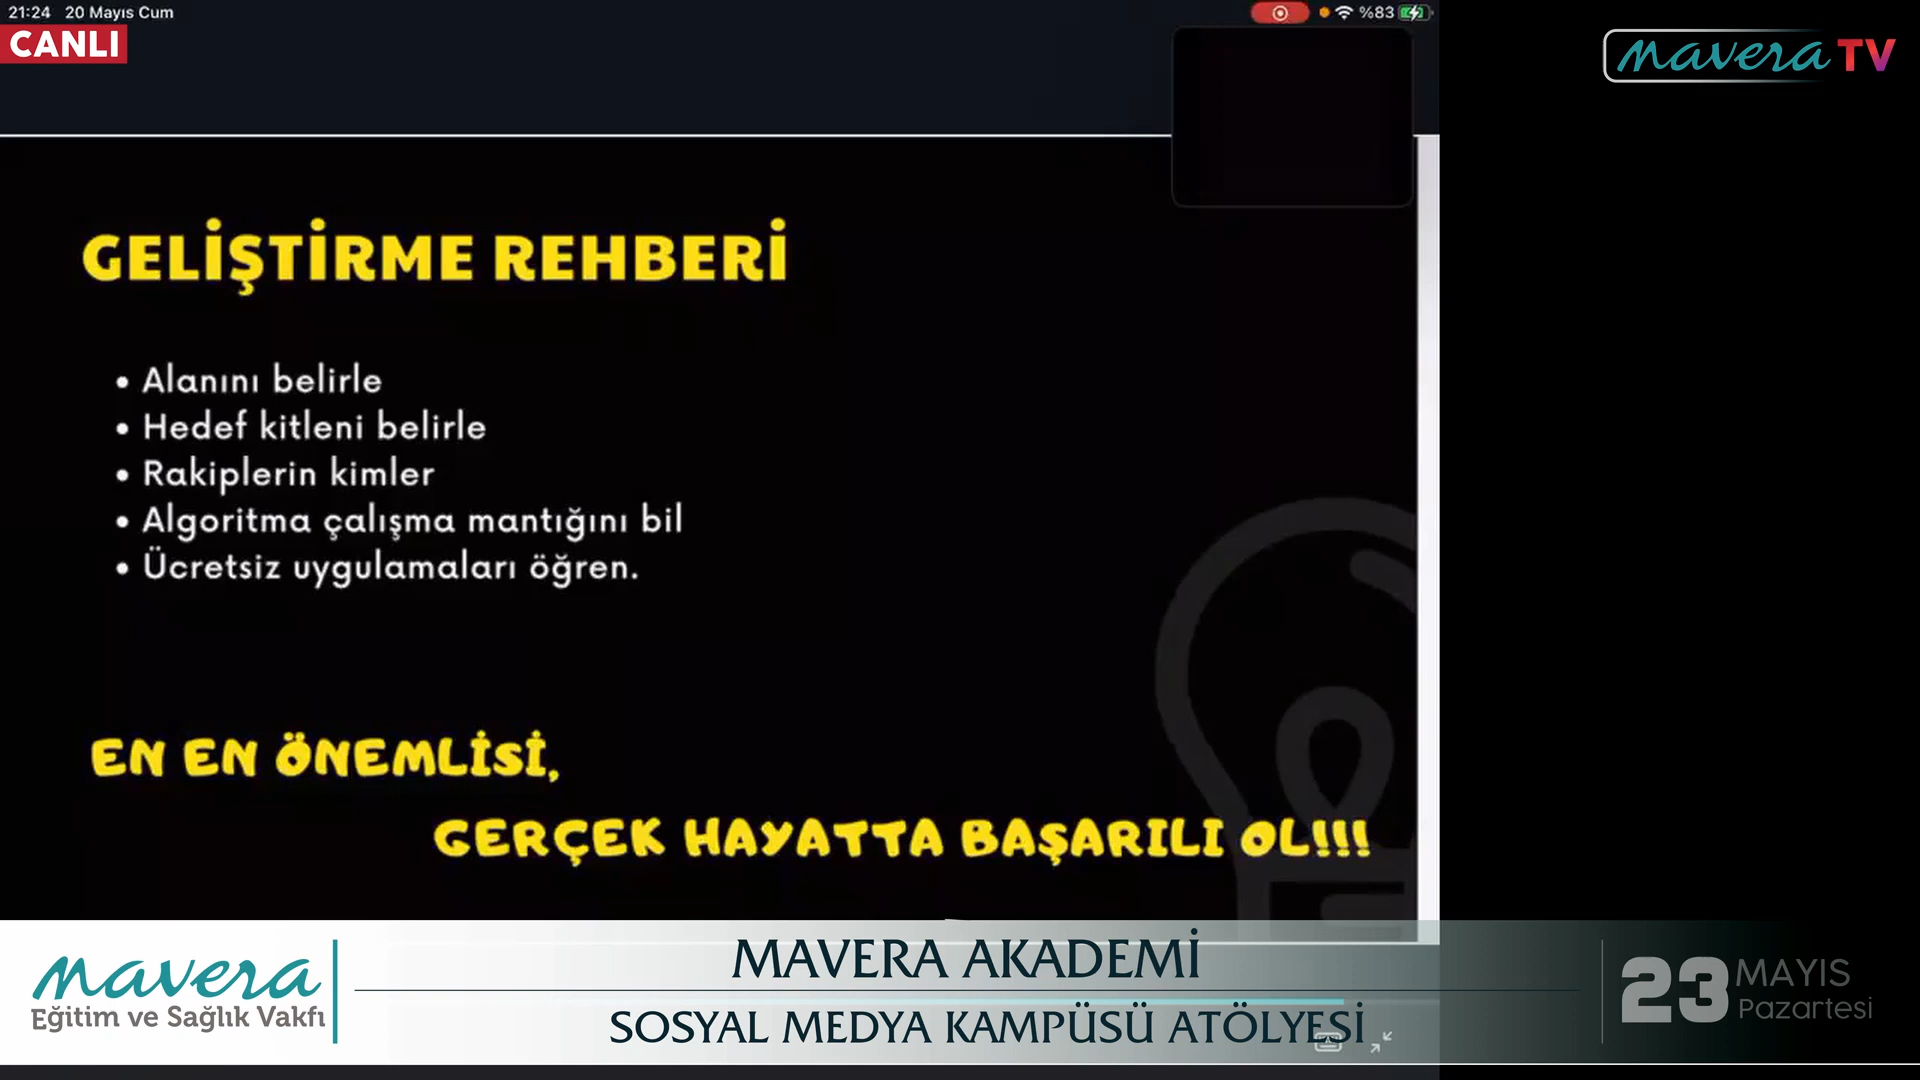 21:24 20 Mayıs Cum
%83
CANLI
mavera TV
GELİŞTİRME REHBERİ
• Alanını belirle
• Hedef kitleni belirle
• Rakiplerin kimler
• Algoritma çalışma mantığını bil
• Ücretsiz uygulamaları öğren.
EN EN ÖNEMLİSİ,
GERÇEK HAYATTA BAŞARILI OL!!!
mavera
Eğitim ve Sağlık Vakfı
MAVERA AKADEMİ
SOSYAL MEDYA KAMPÜSÜ ATÖLYESİ
23 MAYIS
Pazartesi